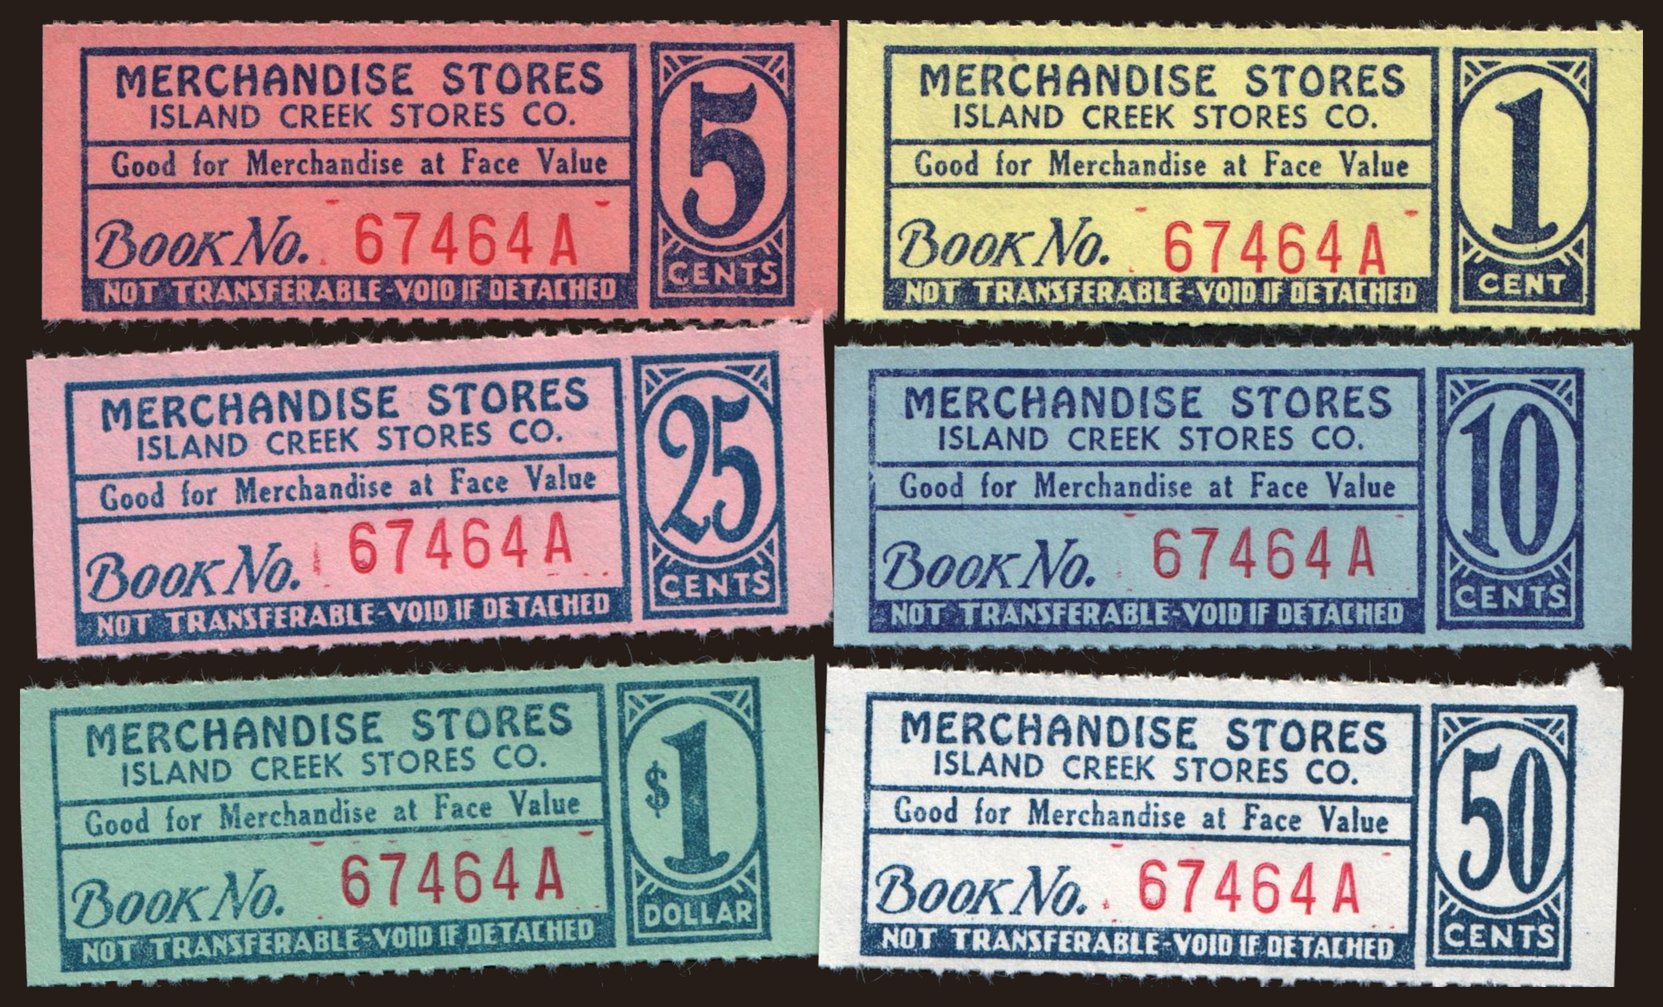 MERCHANDISE STORES
ISLAND CREEK STORES CO.
Good for Merchandise at Face Value
Book No. 67464A
NOT TRANSFERABLE-VOID IF DETACHED
5
CENTS
MERCHANDISE STORES
ISLAND CREEK STORES CO.
Good for Merchandise at Face Value
Book No. 67464A
NOT TRANSFERABLE-VOID IF DETACHED
1
CENT
MERCHANDISE STORES
ISLAND CREEK STORES CO.
Good for Merchandise at Face Value
Book No. 67464A
NOT TRANSFERABLE-VOID IF DETACHED
25
CENTS
MERCHANDISE STORES
ISLAND CREEK STORES CO.
Good for Merchandise at Face Value
Book No. 67464A
NOT TRANSFERABLE-VOID IF DETACHED
10
CENTS
MERCHANDISE STORES
ISLAND CREEK STORES CO.
Good for Merchandise at Face Value
Book No. 67464A
NOT TRANSFERABLE-VOID IF DETACHED
$1
DOLLAR
MERCHANDISE STORES
ISLAND CREEK STORES CO.
Good for Merchandise at Face Value
Book No. 67464A
NOT TRANSFERABLE-VOID IF DETACHED
50
CENTS